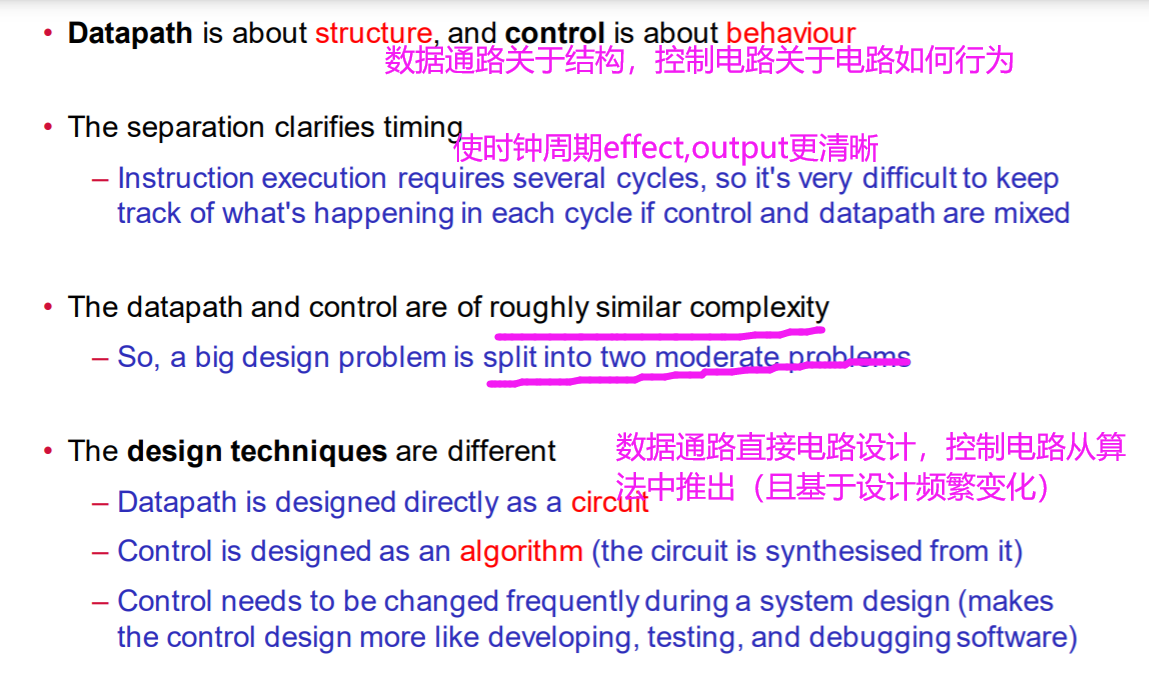 • Datapath is about structure, and control is about behaviour
数据通路关于结构，控制电路关于电路如何行为
• The separation clarifies timing
使时钟周期effect,output更清晰
– Instruction execution requires several cycles, so it's very difficult to keep
track of what's happening in each cycle if control and datapath are mixed
• The datapath and control are of roughly similar complexity
– So, a big design problem is split into two moderate problems
• The design techniques are different
数据通路直接电路设计，控制电路从算
法中推出（且基于设计频繁变化）
– Datapath is designed directly as a circuit
– Control is designed as an algorithm (the circuit is synthesised from it)
– Control needs to be changed frequently during a system design (makes
the control design more like developing, testing, and debugging software)